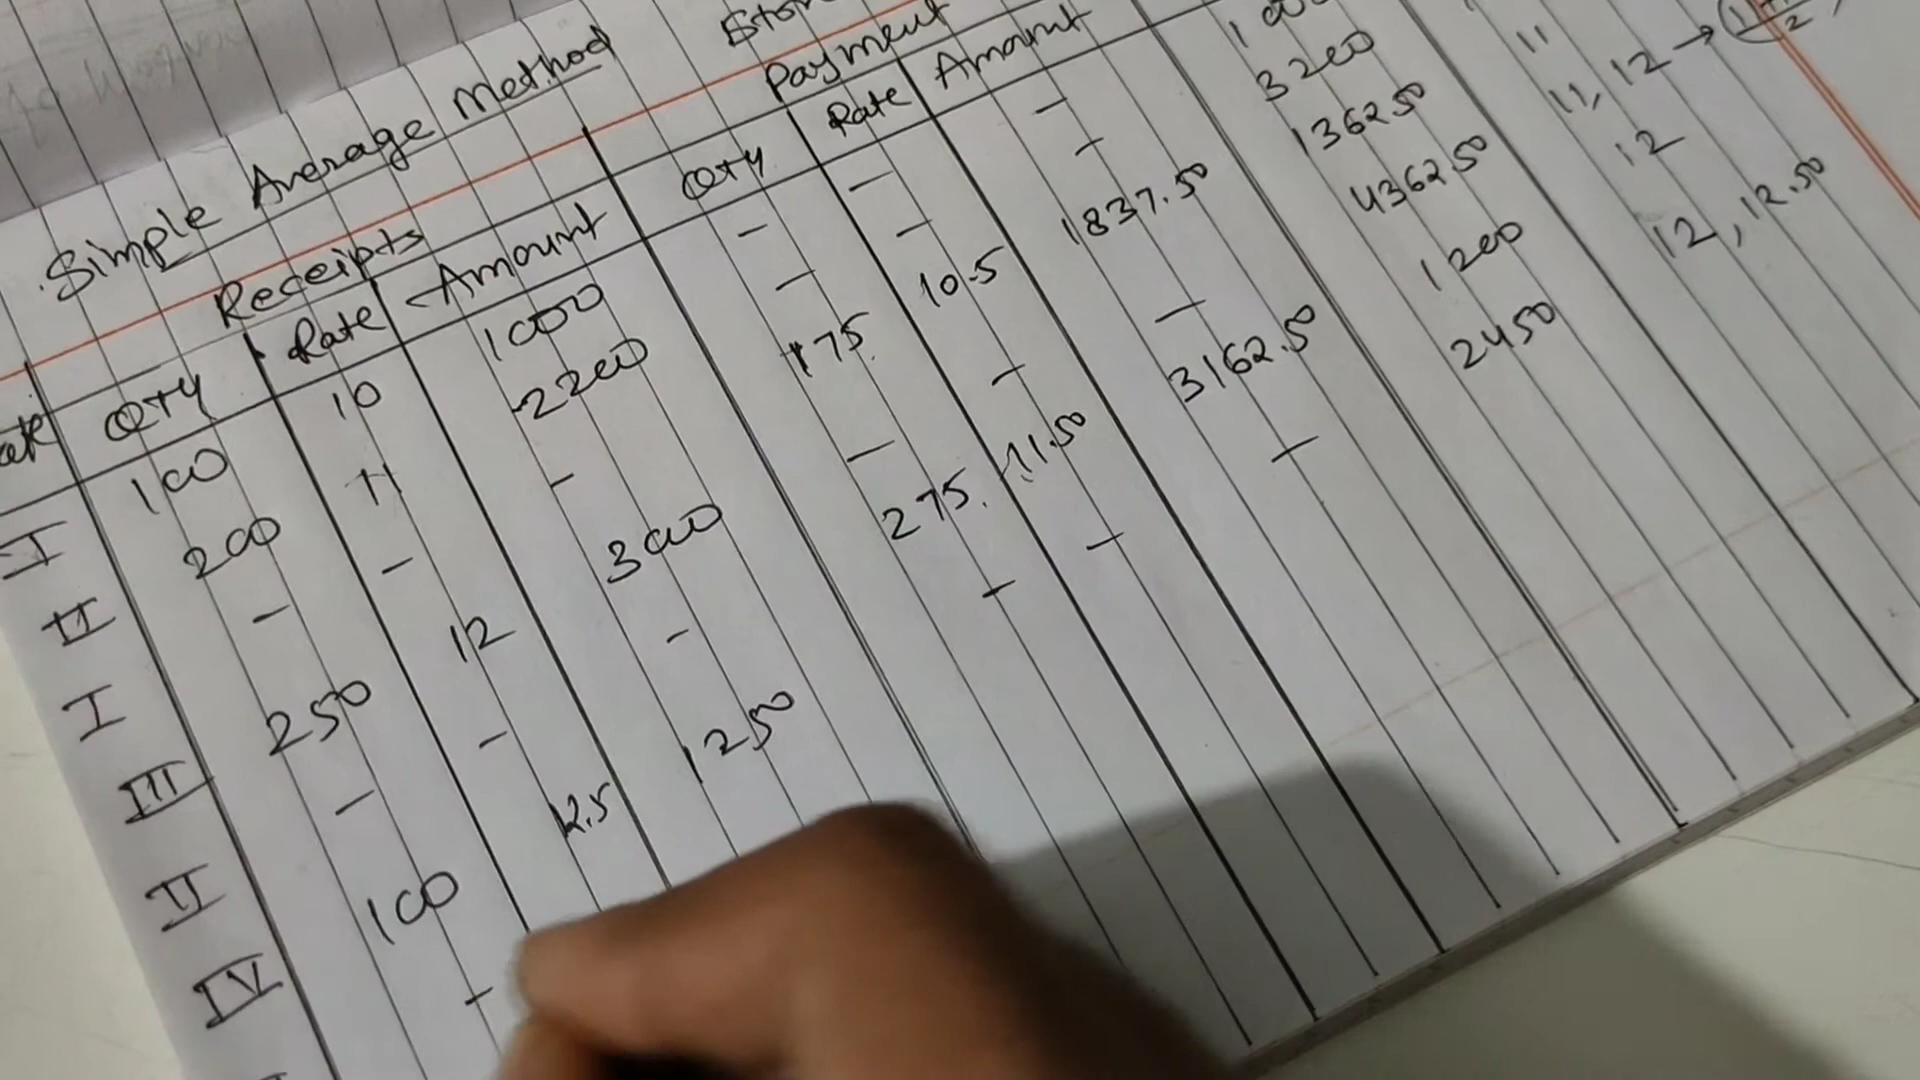 Simple Average Method
Receipts Payment
Qty Rate Amount Qty Rate Amount
100 10 1000 - - -
I 200 11 2200 - - - 3200 11
II - - - 175 10.5 1837.50 1362.50 11, 12 →
I 250 12 3000 - - - 4362.50 12
III - - - 275 11.50 3162.50 1200 12, 12.50
II 100 12.5 1250 - - - 2450
IV -